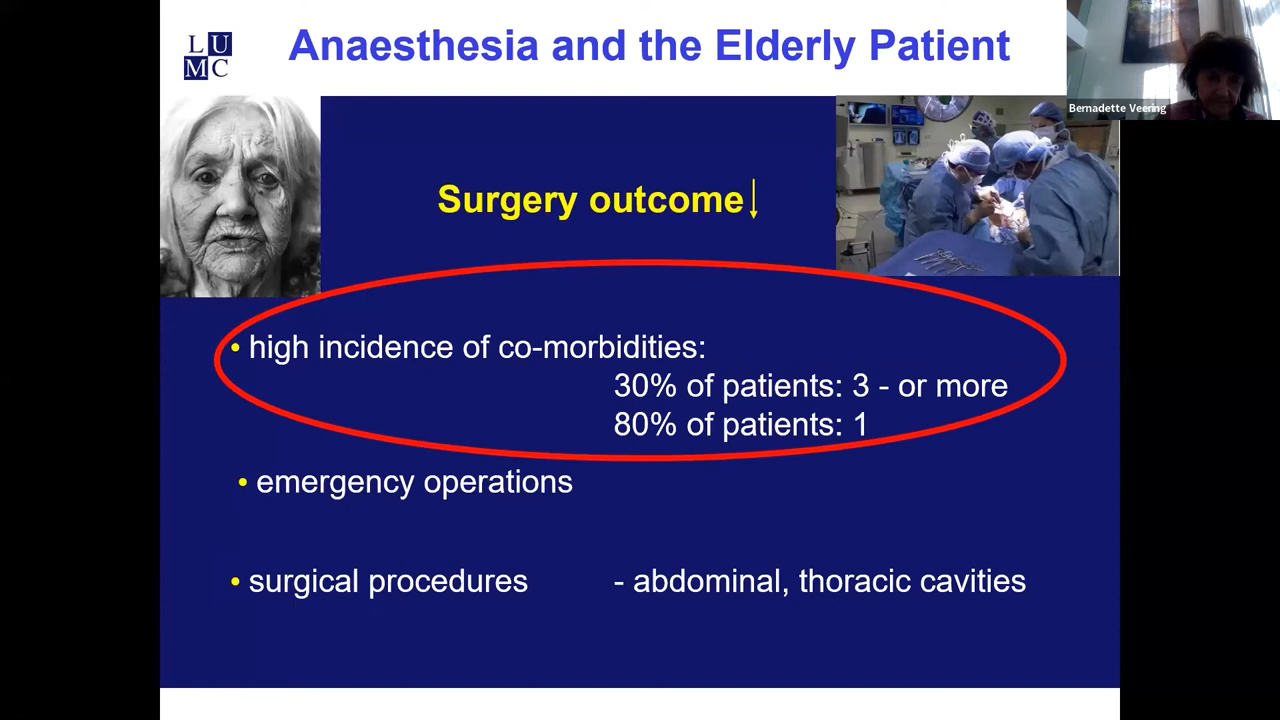 L U
M C
Anaesthesia and the Elderly Patient
Bernadette Veering
Surgery outcome↓
• high incidence of co-morbidities:
30% of patients: 3 - or more
80% of patients: 1
• emergency operations
• surgical procedures - abdominal, thoracic cavities